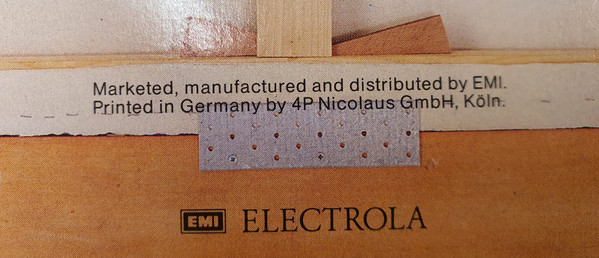 Marketed, manufactured and distributed by EMI.
Printed in Germany by 4P Nicolaus GmbH, Köln.
EMI ELECTROLA